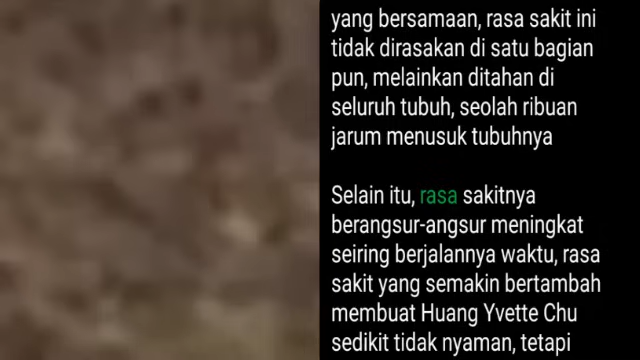 yang bersamaan, rasa sakit ini
tidak dirasakan di satu bagian
pun, melainkan ditahan di
seluruh tubuh, seolah ribuan
jarum menusuk tubuhnya
Selain itu, rasa sakitnya
berangsur-angsur meningkat
seiring berjalannya waktu, rasa
sakit yang semakin bertambah
membuat Huang Yvette Chu
sedikit tidak nyaman, tetapi